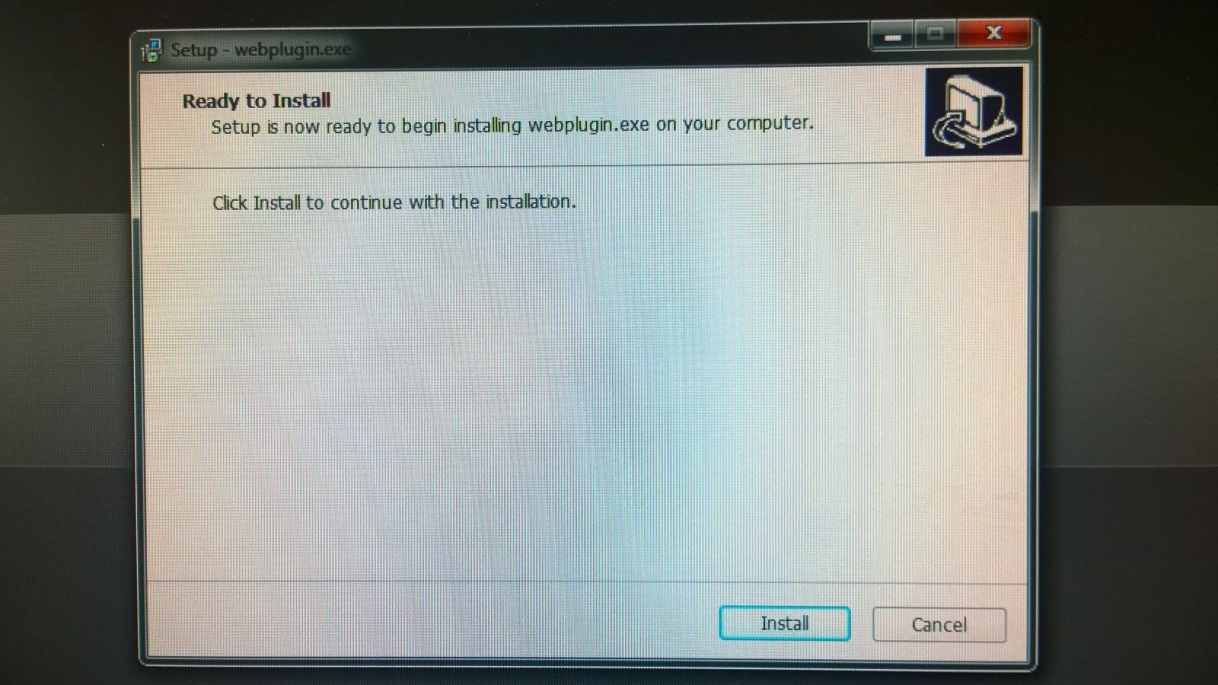 Setup - webplugin.exe
Ready to Install
Setup is now ready to begin installing webplugin.exe on your computer.
Click Install to continue with the installation.
Install
Cancel